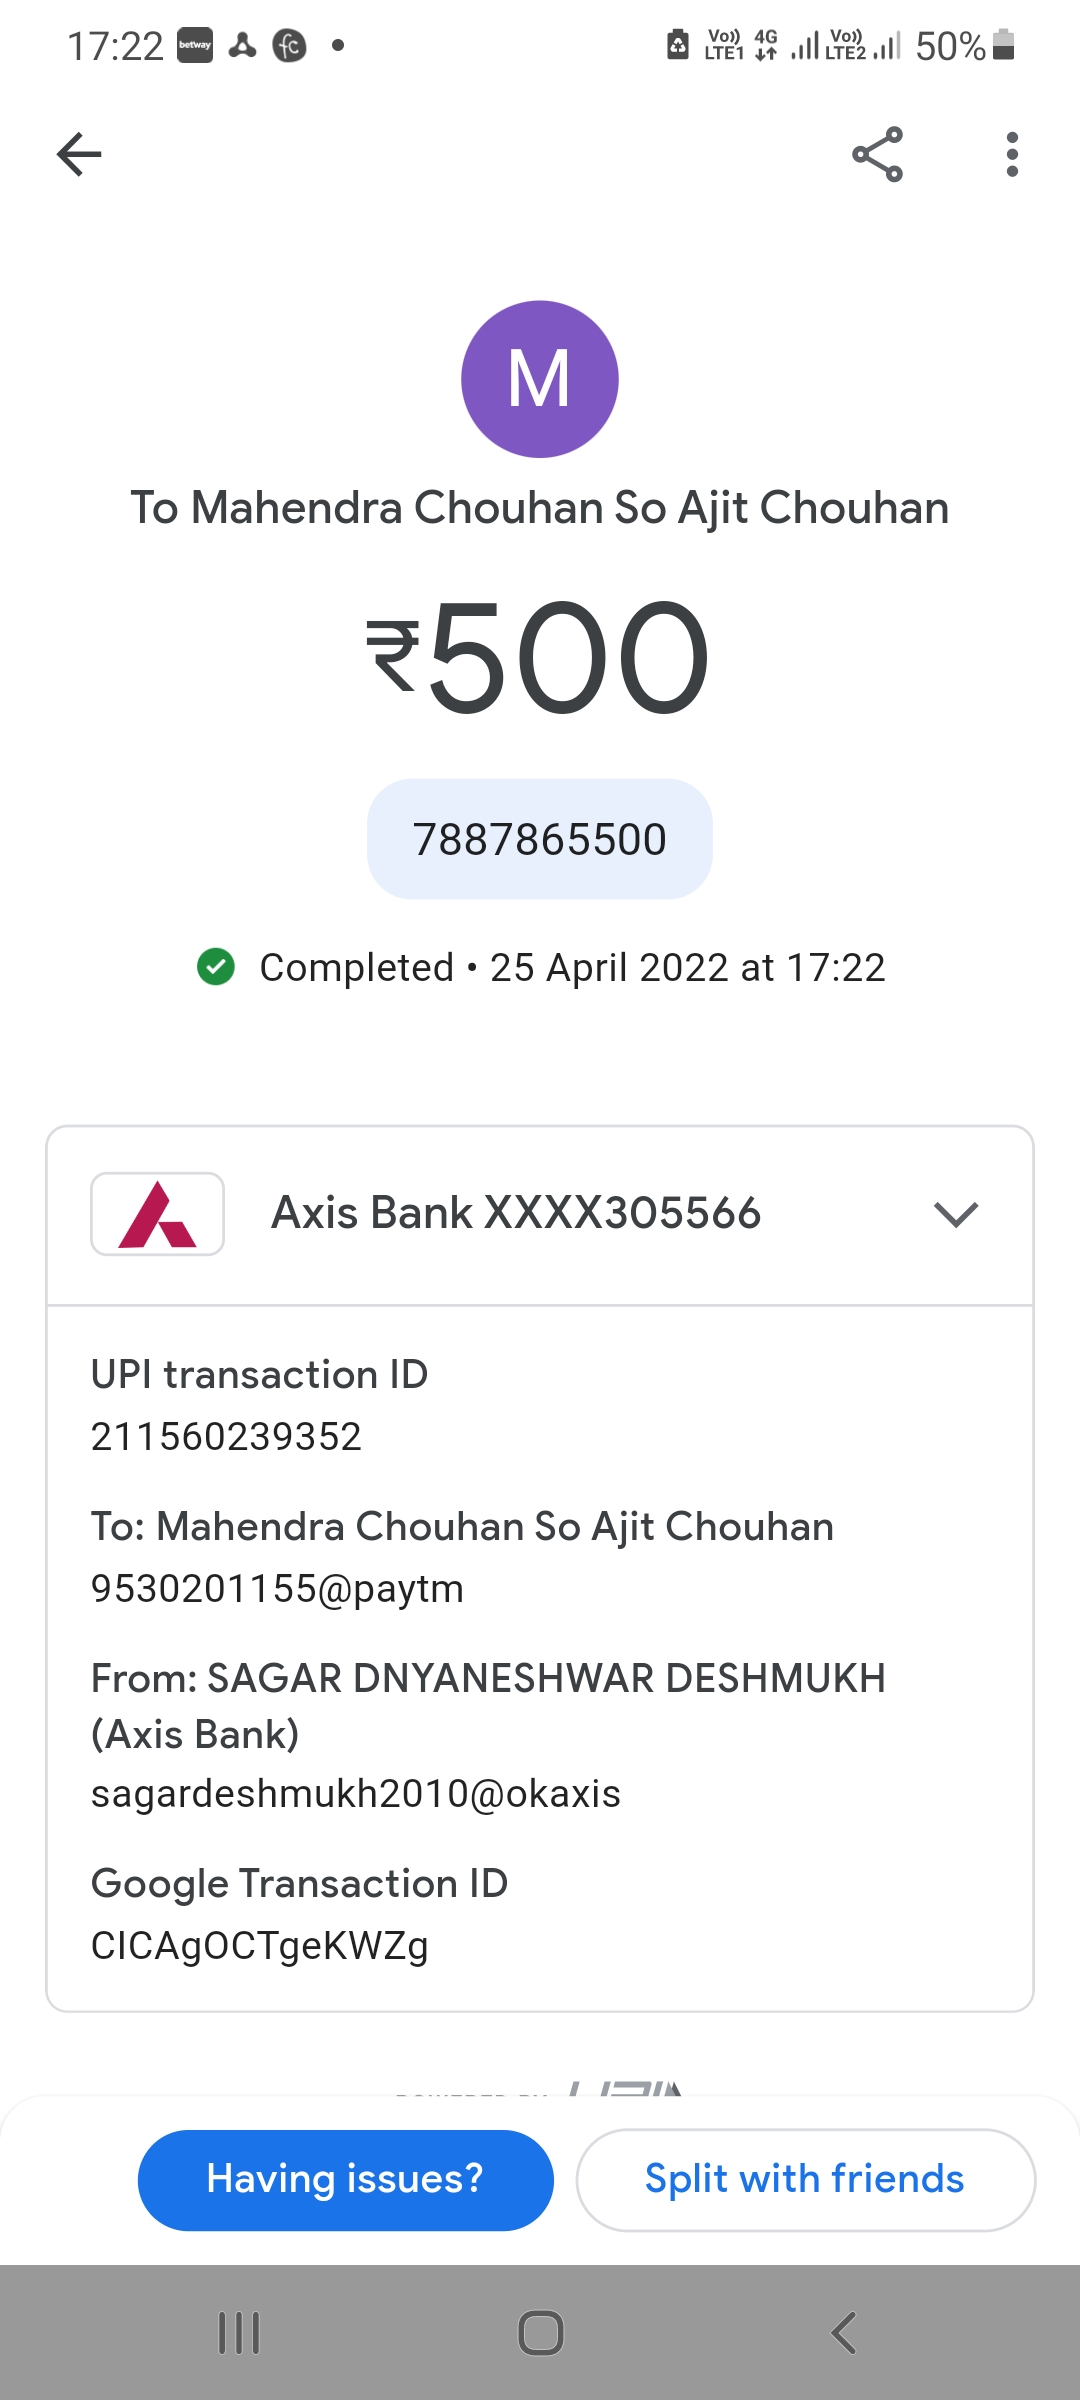 17:22 betway fc Vo)) LTE1 4G Vo)) LTE2 50%
M
To Mahendra Chouhan So Ajit Chouhan
₹500
7887865500
Completed • 25 April 2022 at 17:22
Axis Bank XXXX305566
UPI transaction ID
211560239352
To: Mahendra Chouhan So Ajit Chouhan
9530201155@paytm
From: SAGAR DNYANESHWAR DESHMUKH
(Axis Bank)
sagardeshmukh2010@okaxis
Google Transaction ID
CICAgOCTgeKWZg
Having issues?
Split with friends